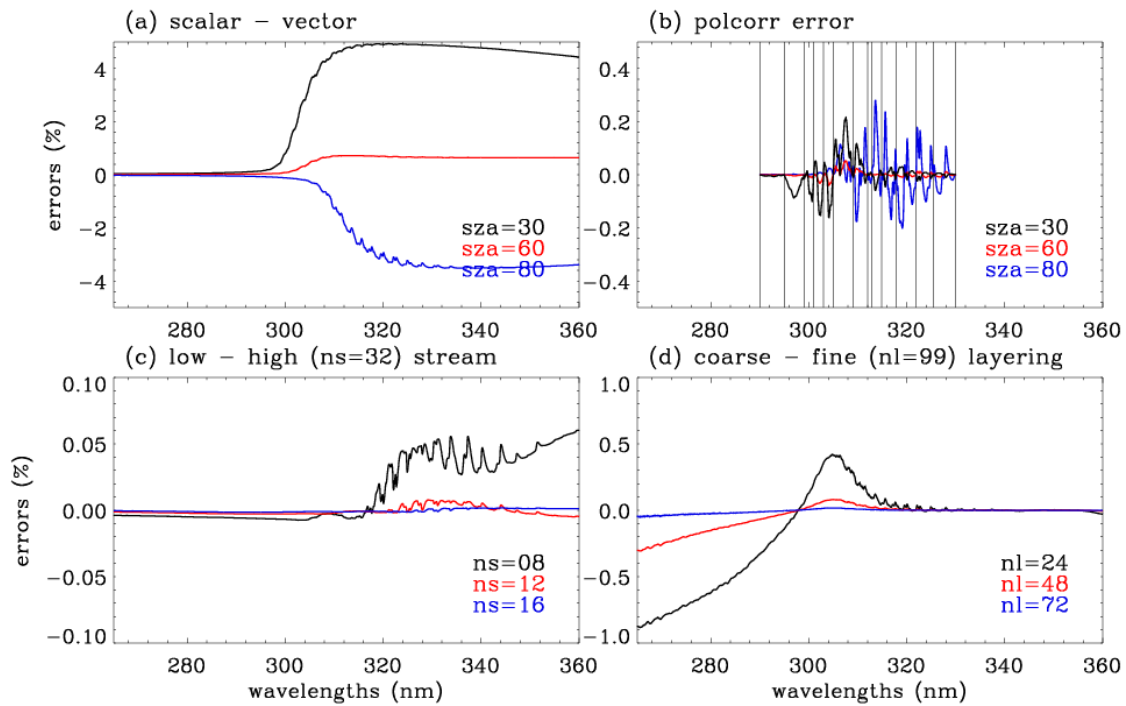 (a) scalar − vector
(b) polcorr error
errors (%)
4
2
0
−2
−4
sza=30
sza=60
sza=80
280
300
320
340
360
0.4
0.2
0.0
−0.2
−0.4
sza=30
sza=60
sza=80
280
300
320
340
360
(c) low − high (ns=32) stream
(d) coarse − fine (nl=99) layering
errors (%)
0.10
0.05
0.00
−0.05
−0.10
ns=08
ns=12
ns=16
280
300
320
340
360
wavelengths (nm)
1.0
0.5
0.0
−0.5
−1.0
nl=24
nl=48
nl=72
280
300
320
340
360
wavelengths (nm)